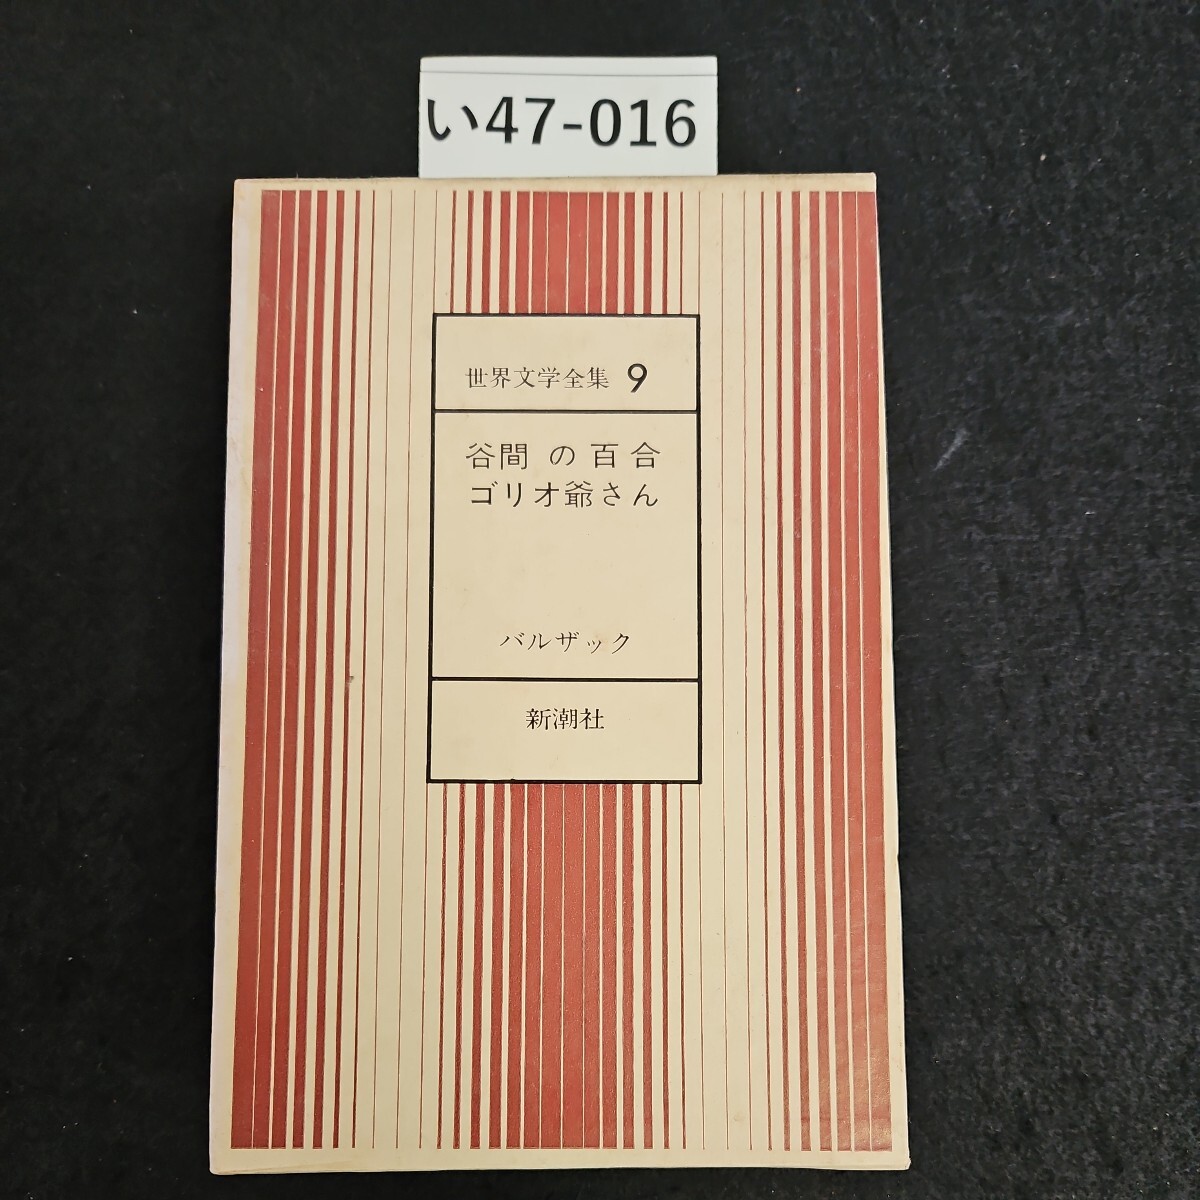 い47-016
世界文学全集 9
谷間の百合
ゴリオ爺さん
バルザック
新潮社